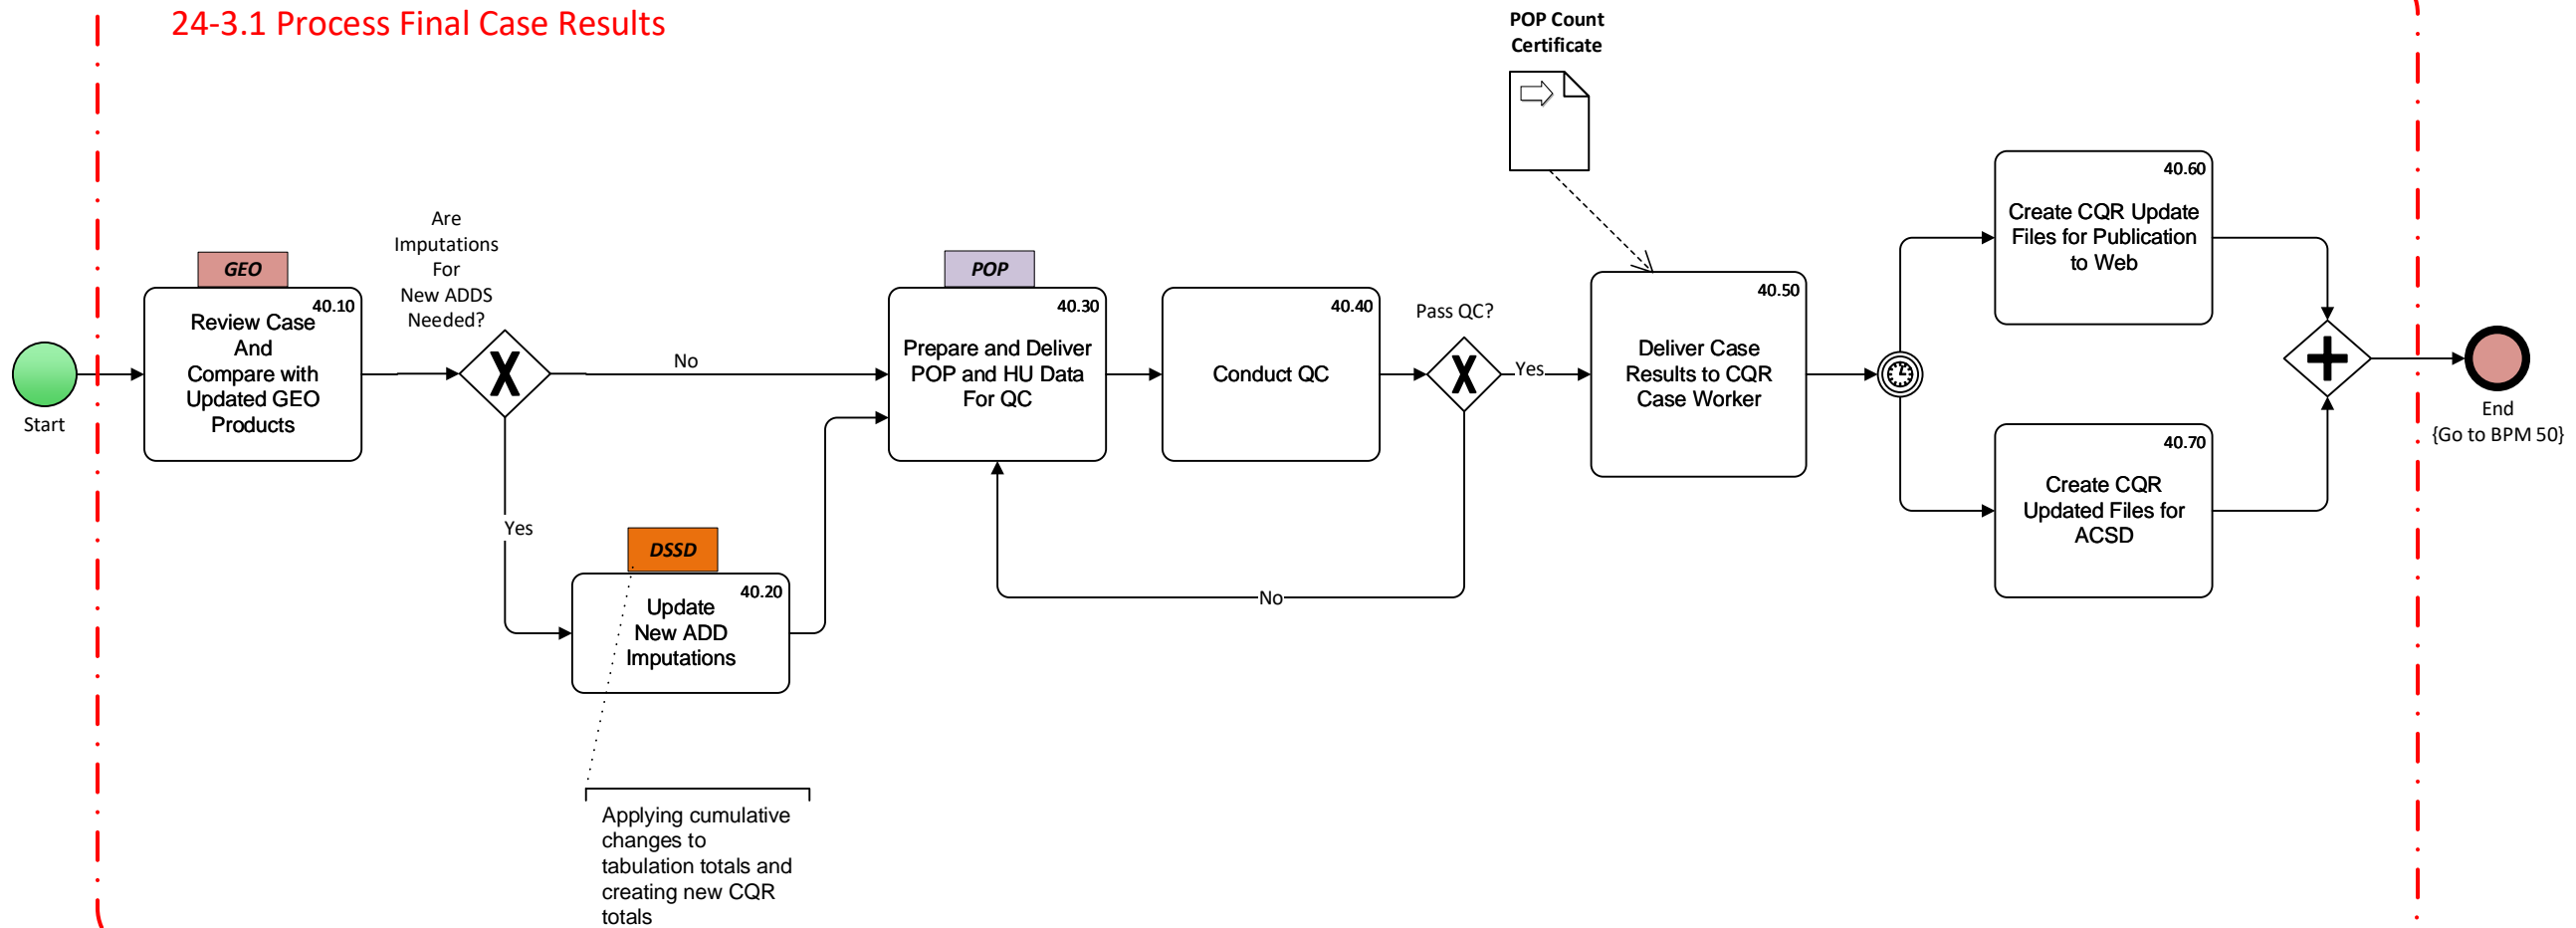 24-3.1 Process Final Case Results
POP Count
Certificate
Start
GEO
40.10
Review Case
And
Compare with
Updated GEO
Products
Are
Imputations
For
New ADDS
Needed?
No
Yes
DSSD
40.20
Update
New ADD
Imputations
Applying cumulative
changes to
tabulation totals and
creating new CQR
totals
POP
40.30
Prepare and Deliver
POP and HU Data
For QC
40.40
Conduct QC
Pass QC?
Yes
No
40.50
Deliver Case
Results to CQR
Case Worker
40.60
Create CQR Update
Files for Publication
to Web
40.70
Create CQR
Updated Files for
ACSD
End
{Go to BPM 50}